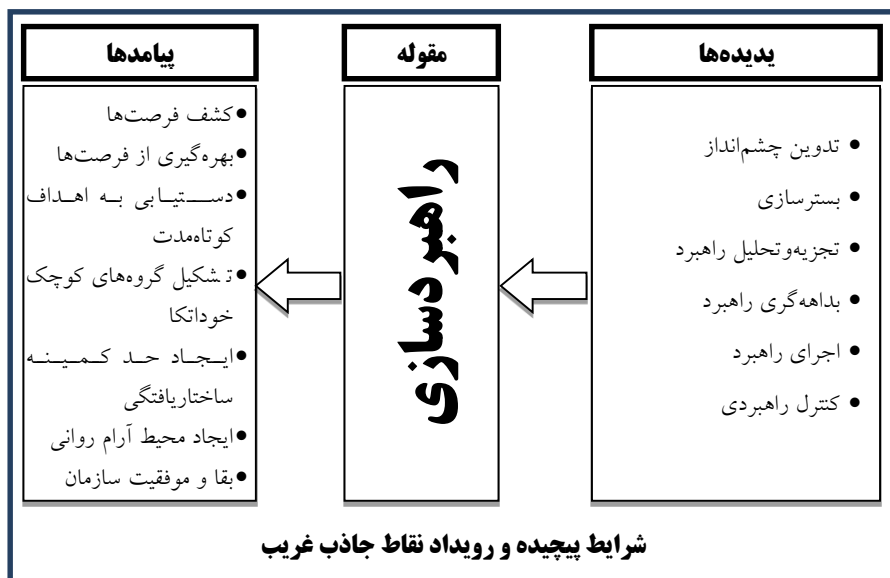 پدیده‌ها
• تدوین چشم‌انداز
• بسترسازی
• تجزیه‌وتحلیل راهبرد
• بداهه‌گری راهبرد
• اجرای راهبرد
• کنترل راهبردی
مقوله
راهبردسازی
پیامدها
•کشف فرصت‌ها
•بهره‌گیری از فرصت‌ها
•دستیابی به اهداف
کوتاه‌مدت
•تشکیل گروه‌های کوچک
خوداتکا
•ایجاد حد کمینه
ساختاریافتگی
•ایجاد محیط آرام روانی
•بقا و موفقیت سازمان
شرایط پیچیده و رویداد نقاط جاذب غریب